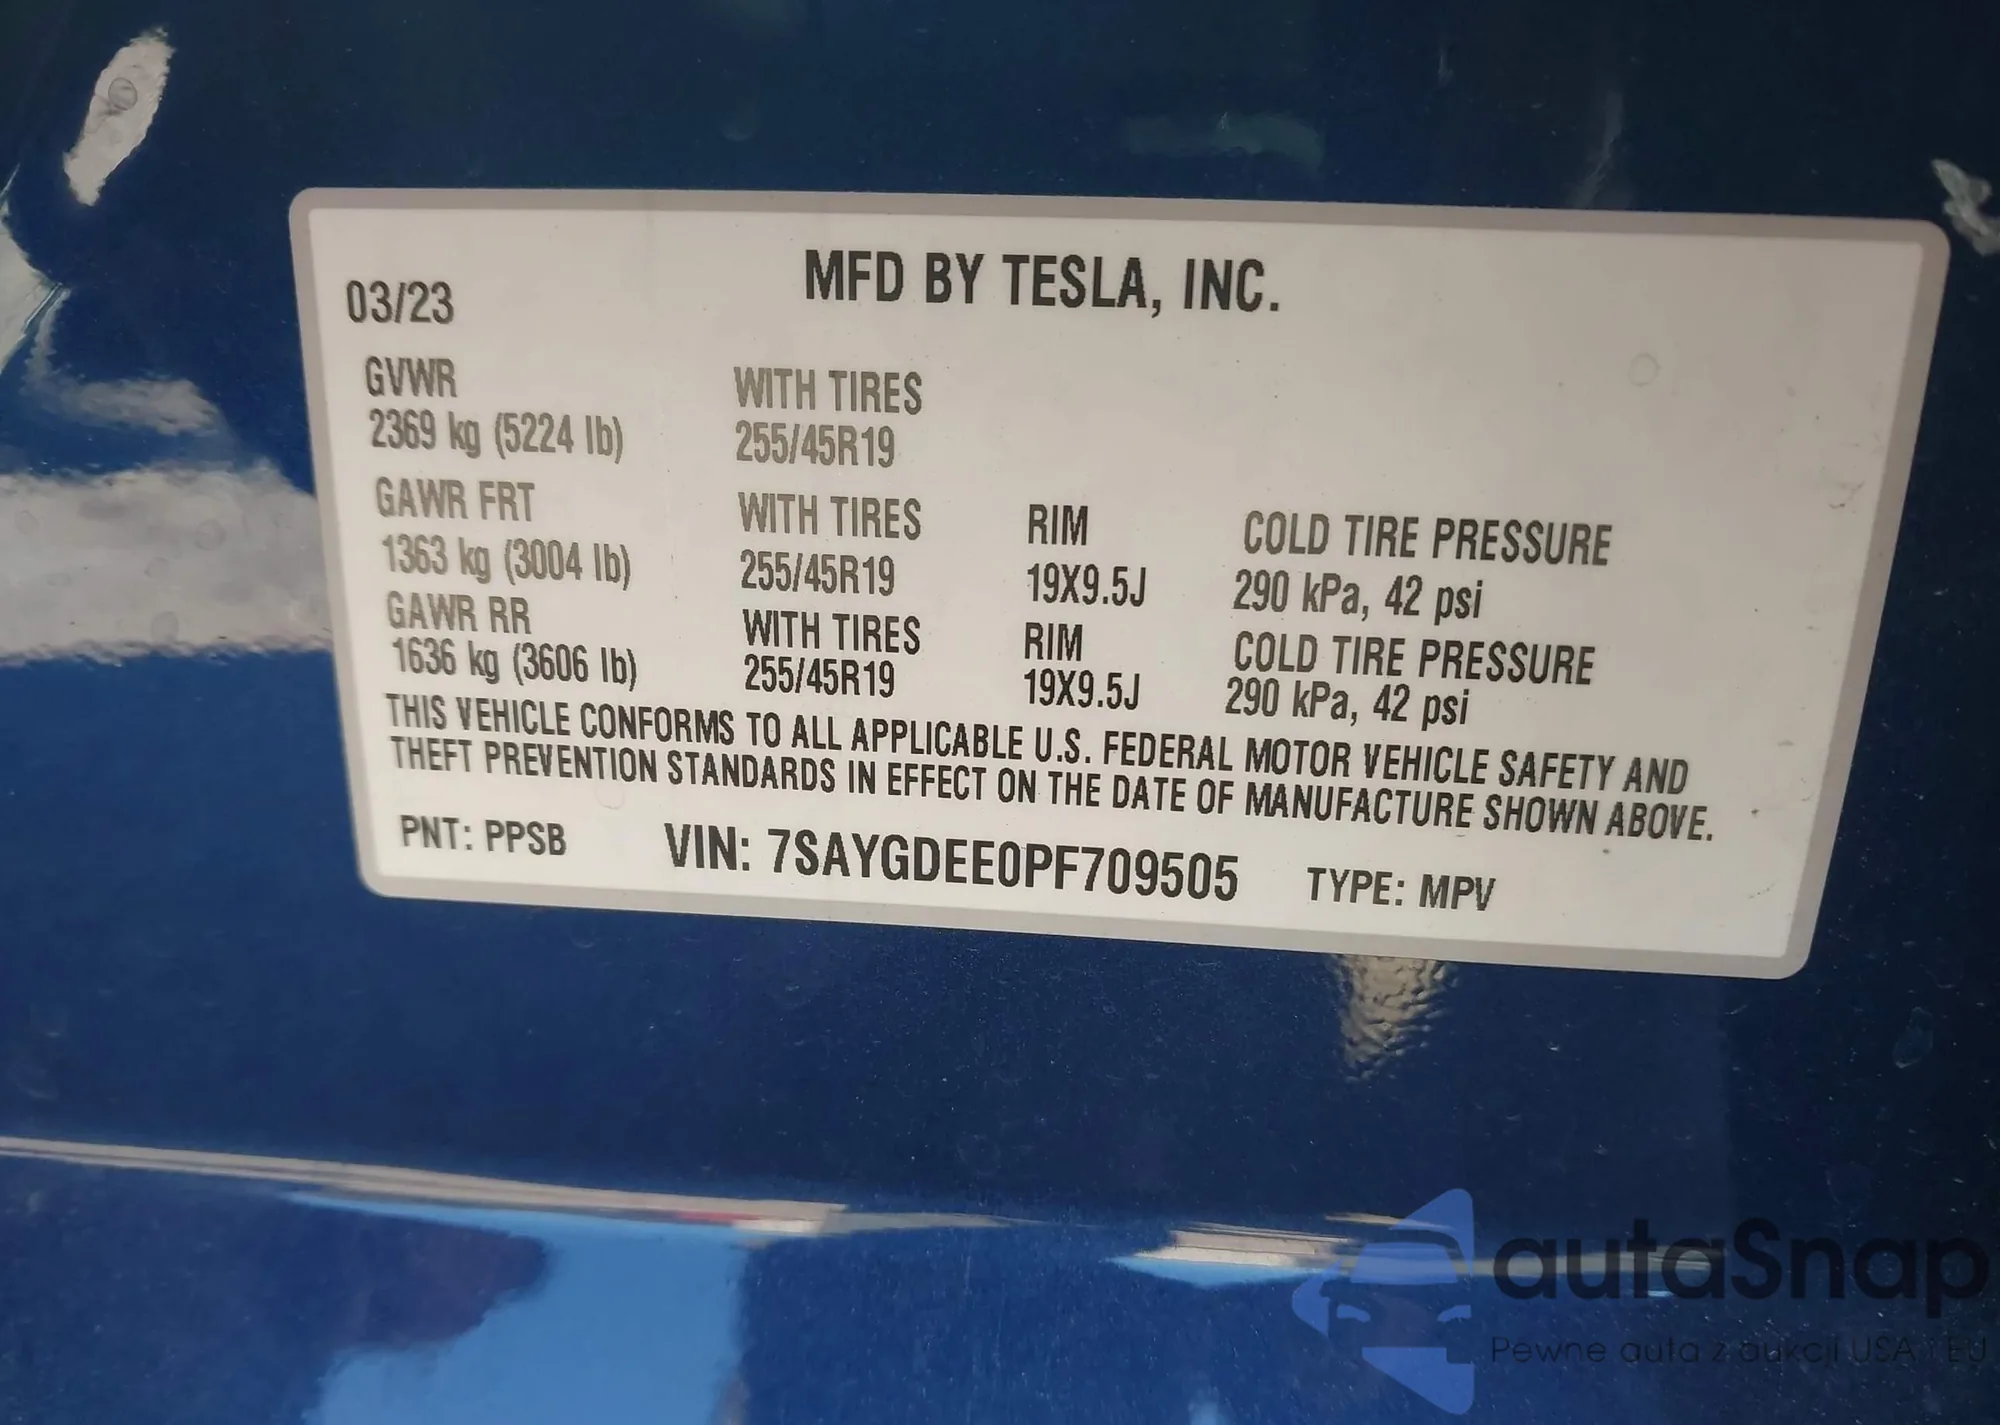 MFD BY TESLA, INC.
03/23
GVWR WITH TIRES
2369 kg (5224 lb) 255/45R19
GAWR FRT WITH TIRES RIM COLD TIRE PRESSURE
1363 kg (3004 lb) 255/45R19 19X9.5J 290 kPa, 42 psi
GAWR RR WITH TIRES RIM COLD TIRE PRESSURE
1636 kg (3606 lb) 255/45R19 19X9.5J 290 kPa, 42 psi
THIS VEHICLE CONFORMS TO ALL APPLICABLE U.S. FEDERAL MOTOR VEHICLE SAFETY AND
THEFT PREVENTION STANDARDS IN EFFECT ON THE DATE OF MANUFACTURE SHOWN ABOVE.
PNT: PPSB VIN: 7SAYGDEE0PF709505 TYPE: MPV
autaSnap
Pewne auta z aukcji USA i EU